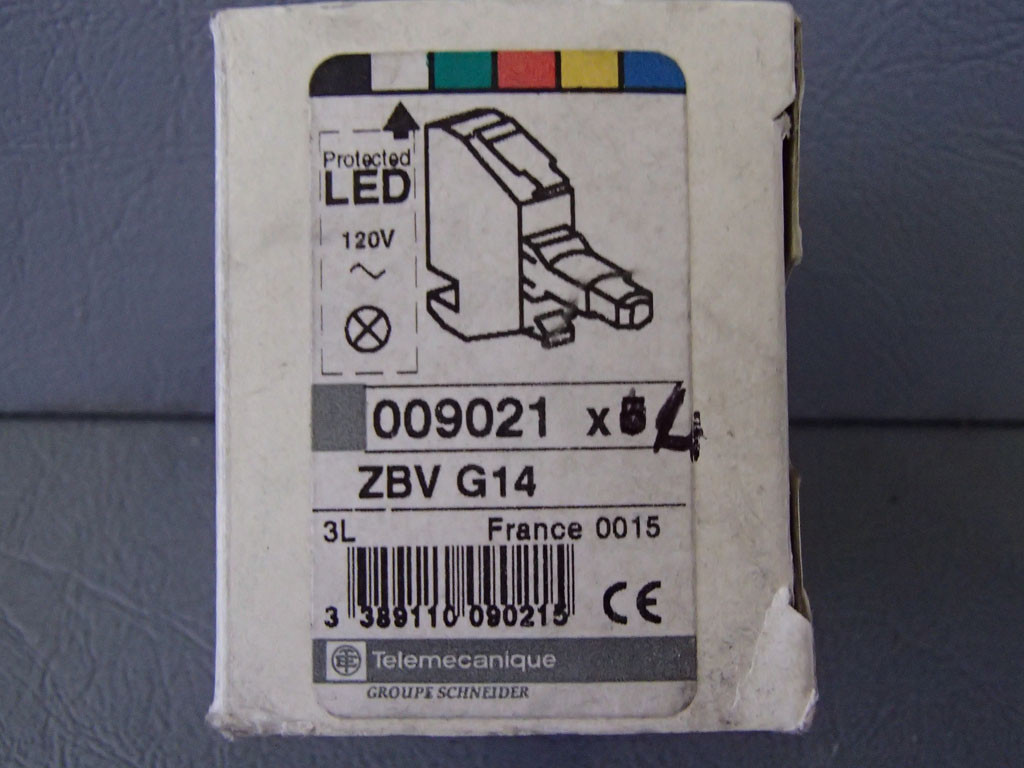 Protected
LED
120V
009021 x
ZBV G14
3L France 0015
3 389110 090215 CE
Telemecanique
GROUPE SCHNEIDER